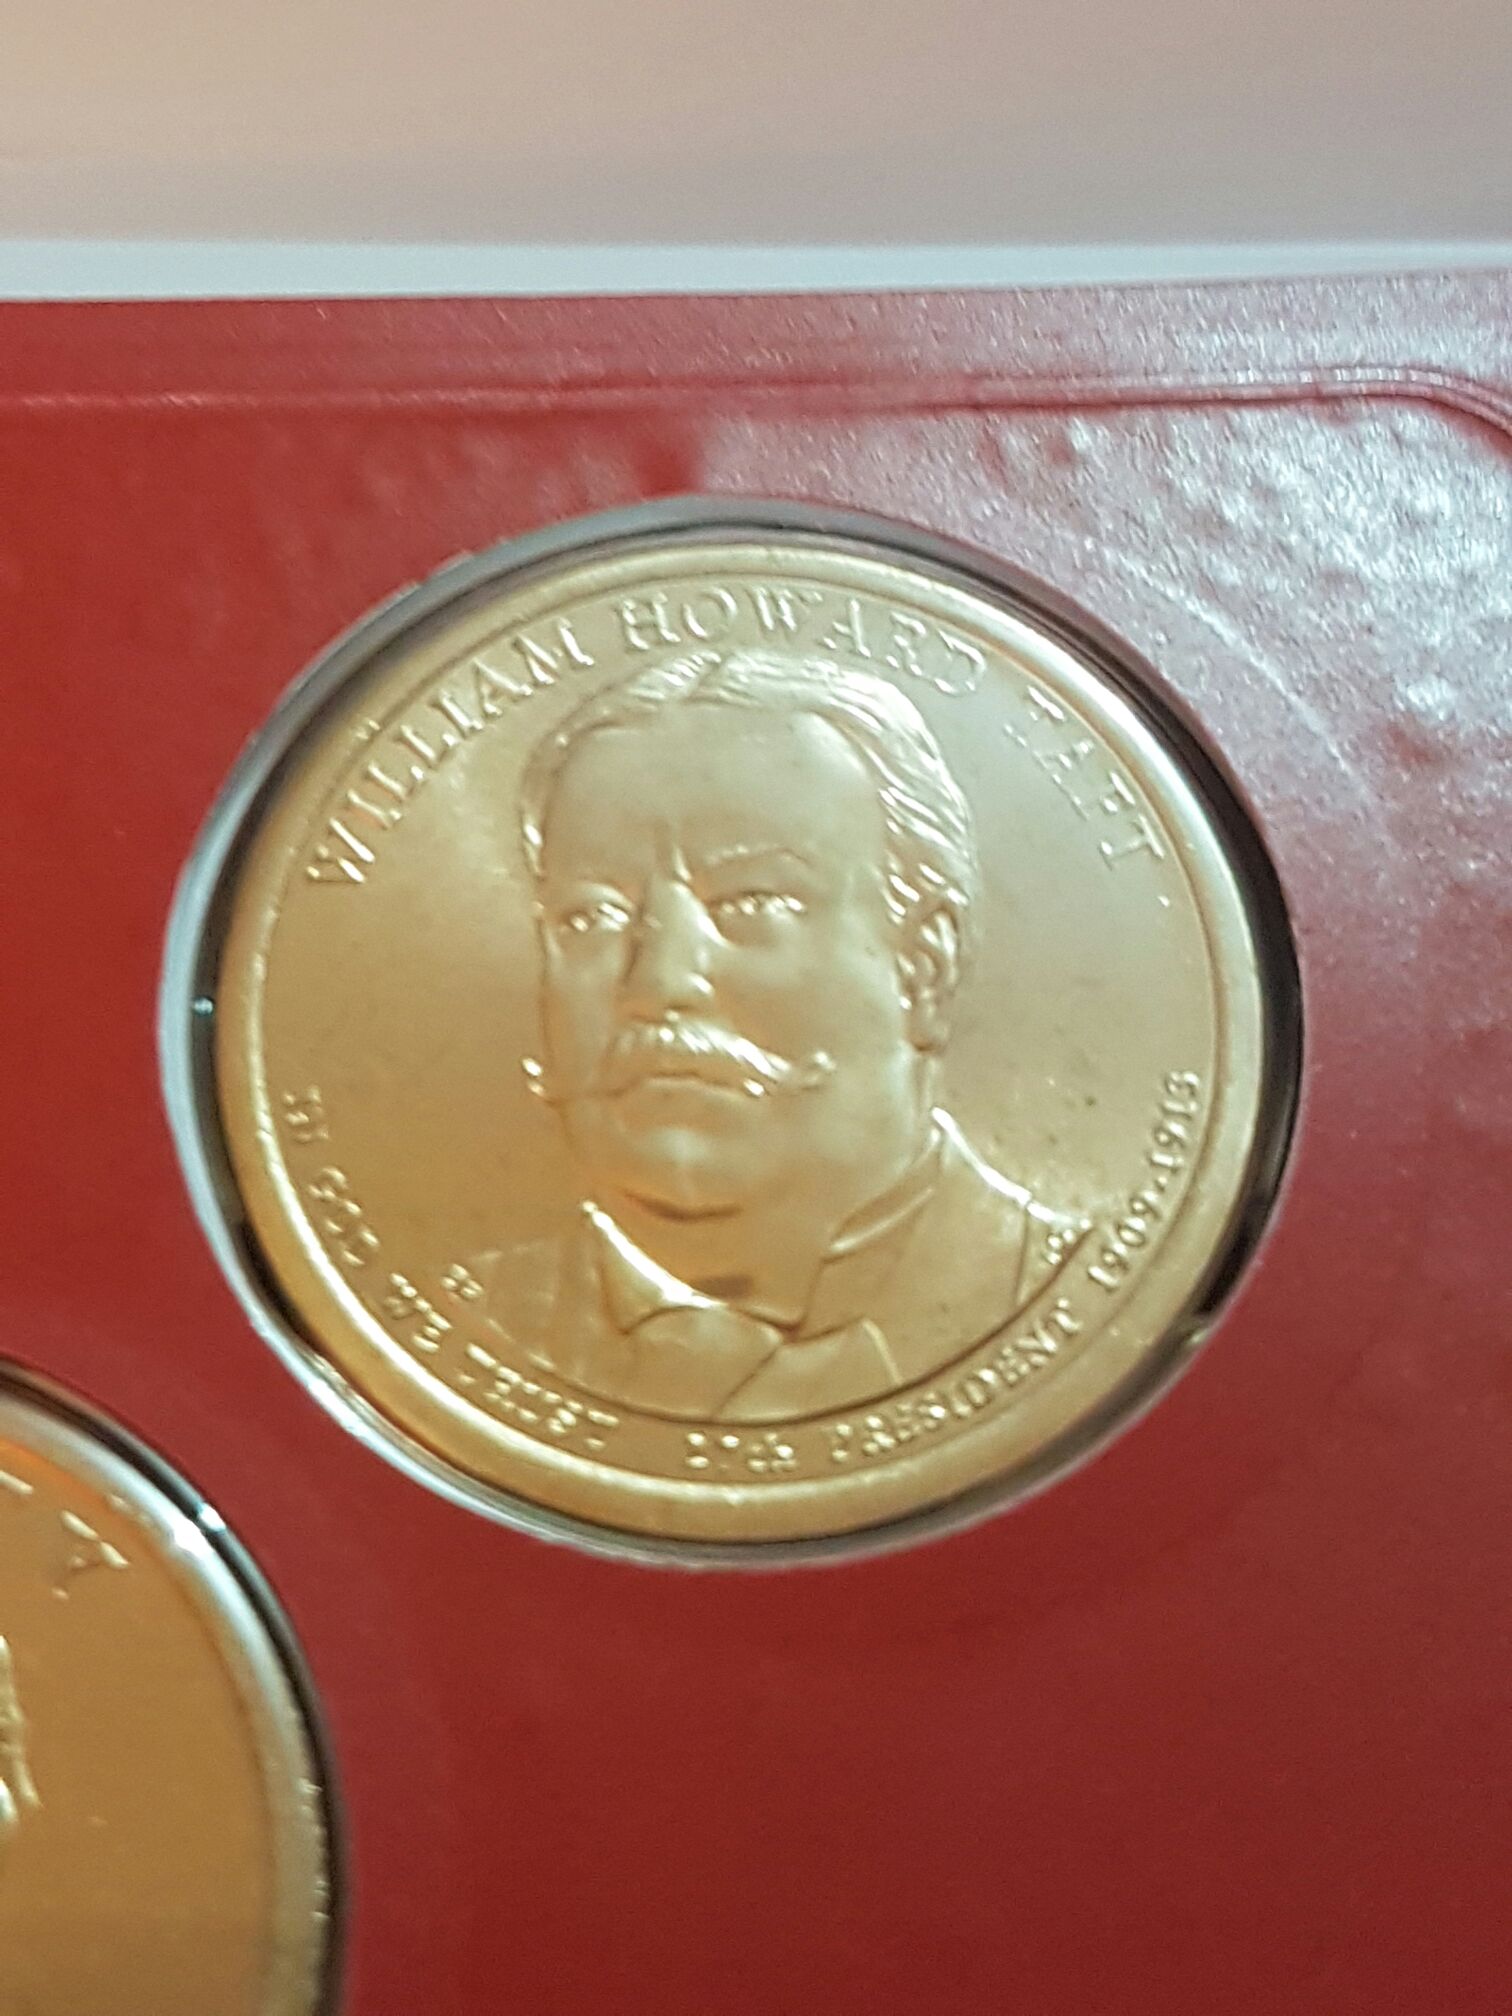 WILLIAM HOWARD TAFT
IN GOD WE TRUST
27th PRESIDENT 1909-1913